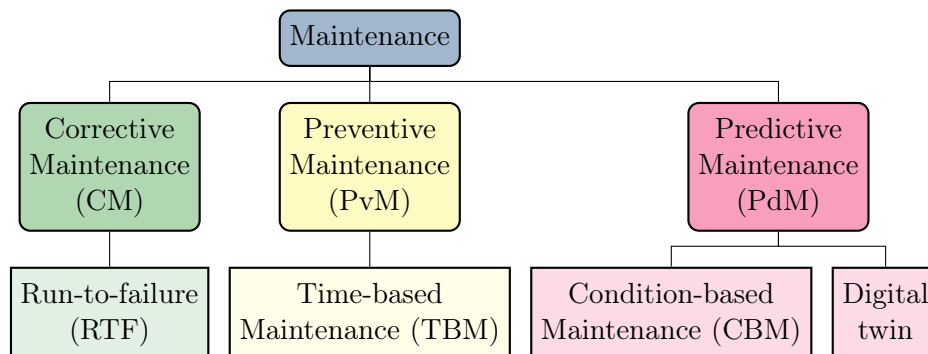 Maintenance
Corrective
Maintenance
(CM)
Preventive
Maintenance
(PvM)
Predictive
Maintenance
(PdM)
Run-to-failure
(RTF)
Time-based
Maintenance (TBM)
Condition-based
Maintenance (CBM)
Digital
twin